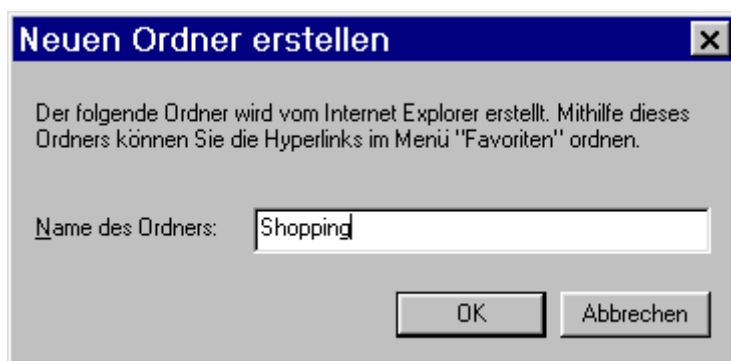 Neuen Ordner erstellen
Der folgende Ordner wird vom Internet Explorer erstellt. Mithilfe dieses
Ordners können Sie die Hyperlinks im Menü "Favoriten" ordnen.
Name des Ordners: Shopping
OK Abbrechen